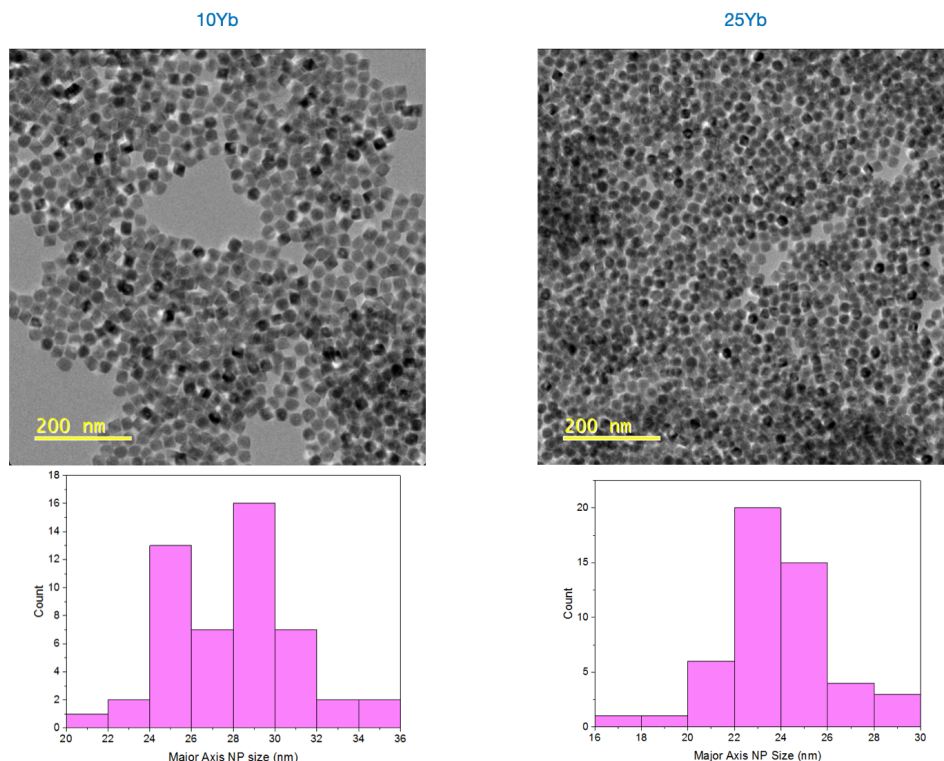 10Yb
25Yb
200 nm
200 nm
18
16
14
12
10
8
6
4
2
0
Count
20 22 24 26 28 30 32 34 36
Major Axis NP size (nm)
20
15
10
5
0
Count
16 18 20 22 24 26 28 30
Major Axis NP Size (nm)